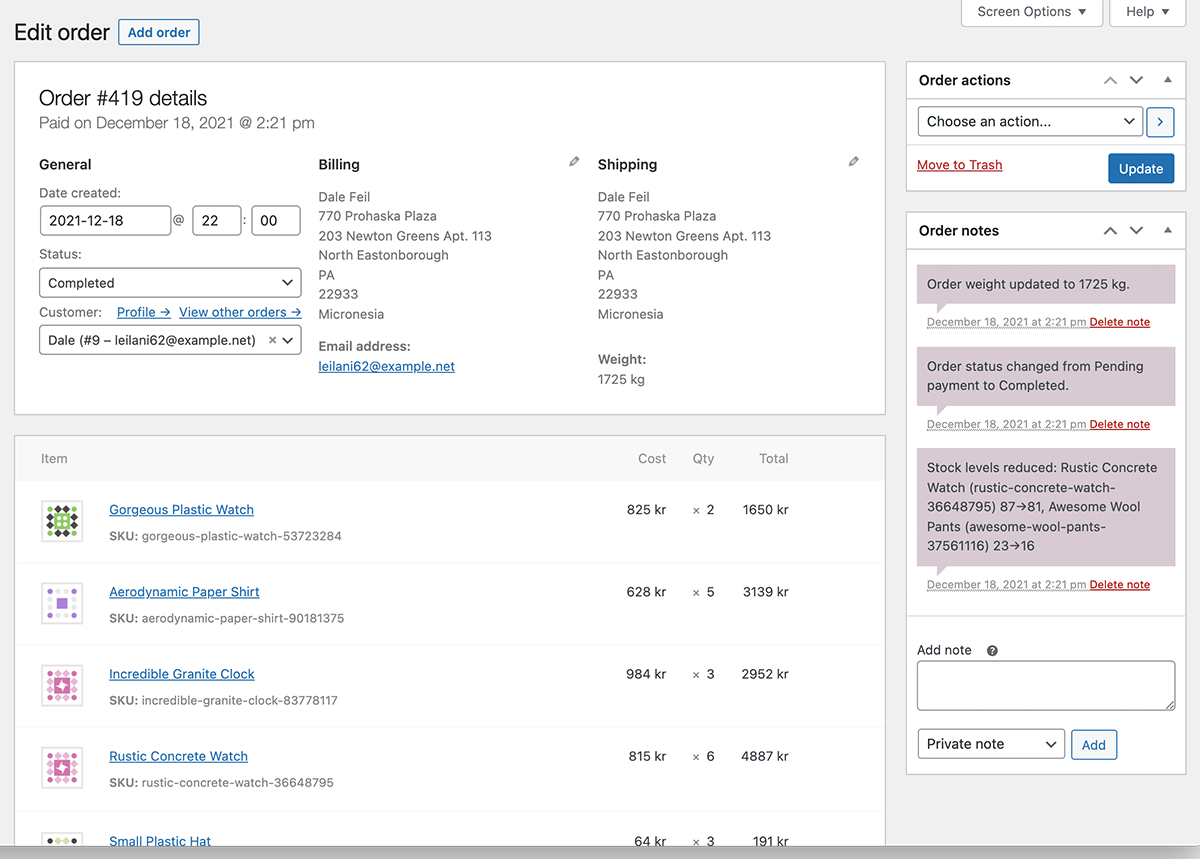 Screen Options ▼
Help ▼
Edit order
Add order
Order #419 details
Paid on December 18, 2021 @ 2:21 pm
General
Date created:
2021-12-18 @ 22 : 00
Status:
Completed
Customer: Profile → View other orders →
Dale (#9 – leilani62@example.net) ×
Billing
Dale Feil
770 Prohaska Plaza
203 Newton Greens Apt. 113
North Eastonborough
PA
22933
Micronesia
Email address:
leilani62@example.net
Shipping
Dale Feil
770 Prohaska Plaza
203 Newton Greens Apt. 113
North Eastonborough
PA
22933
Micronesia
Weight:
1725 kg
Item Cost Qty Total
Gorgeous Plastic Watch 825 kr × 2 1650 kr
SKU: gorgeous-plastic-watch-53723284
Aerodynamic Paper Shirt 628 kr × 5 3139 kr
SKU: aerodynamic-paper-shirt-90181375
Incredible Granite Clock 984 kr × 3 2952 kr
SKU: incredible-granite-clock-83778117
Rustic Concrete Watch 815 kr × 6 4887 kr
SKU: rustic-concrete-watch-36648795
Small Plastic Hat 64 kr × 3 191 kr
Order actions
Choose an action...
Move to Trash
Update
Order notes
Order weight updated to 1725 kg.
December 18, 2021 at 2:21 pm Delete note
Order status changed from Pending
payment to Completed.
December 18, 2021 at 2:21 pm Delete note
Stock levels reduced: Rustic Concrete
Watch (rustic-concrete-watch-
36648795) 87→81, Awesome Wool
Pants (awesome-wool-pants-
37561116) 23→16
December 18, 2021 at 2:21 pm Delete note
Add note ?
Private note
Add